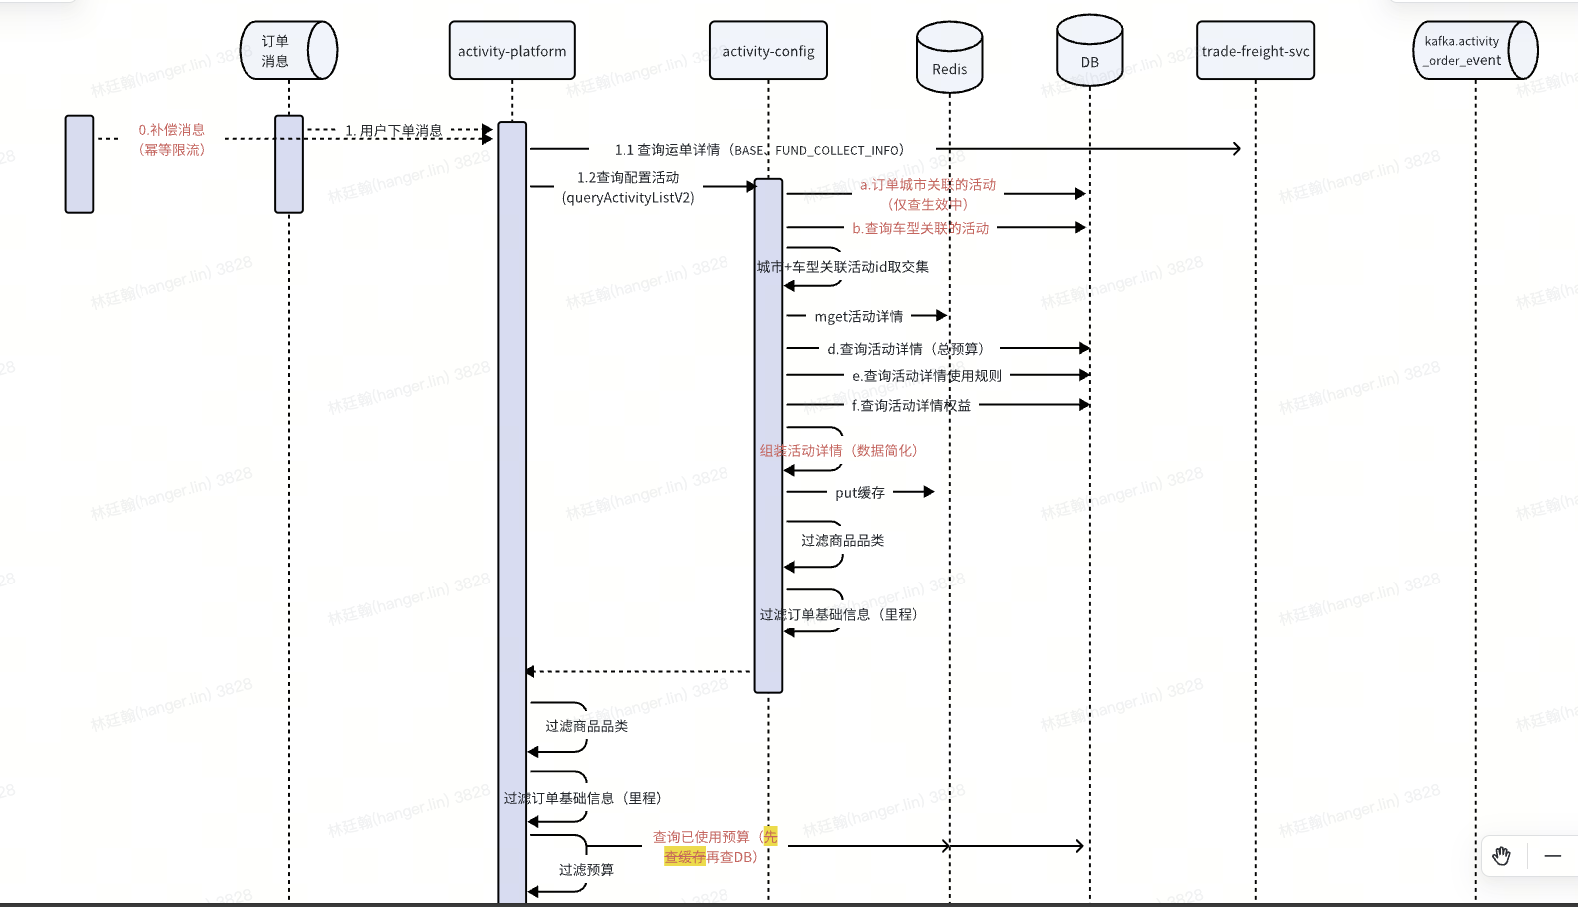 订单
消息
activity-platform
activity-config
Redis
DB
trade-freight-svc
kafka.activity
_order_event
0.补偿消息
（幂等限流）
1. 用户下单消息
1.1 查询运单详情（BASE、FUND_COLLECT_INFO）
1.2查询配置活动
(queryActivityListV2)
a.订单城市关联的活动
（仅查生效中）
b.查询车型关联的活动
城市+车型关联活动id取交集
mget活动详情
d.查询活动详情（总预算）
e.查询活动详情使用规则
f.查询活动详情权益
组装活动详情（数据简化）
put缓存
过滤商品品类
过滤订单基础信息（里程）
过滤商品品类
过滤订单基础信息（里程）
查询已使用预算（先
查缓存再查DB）
过滤预算
林廷翰(hanger.lin) 3828